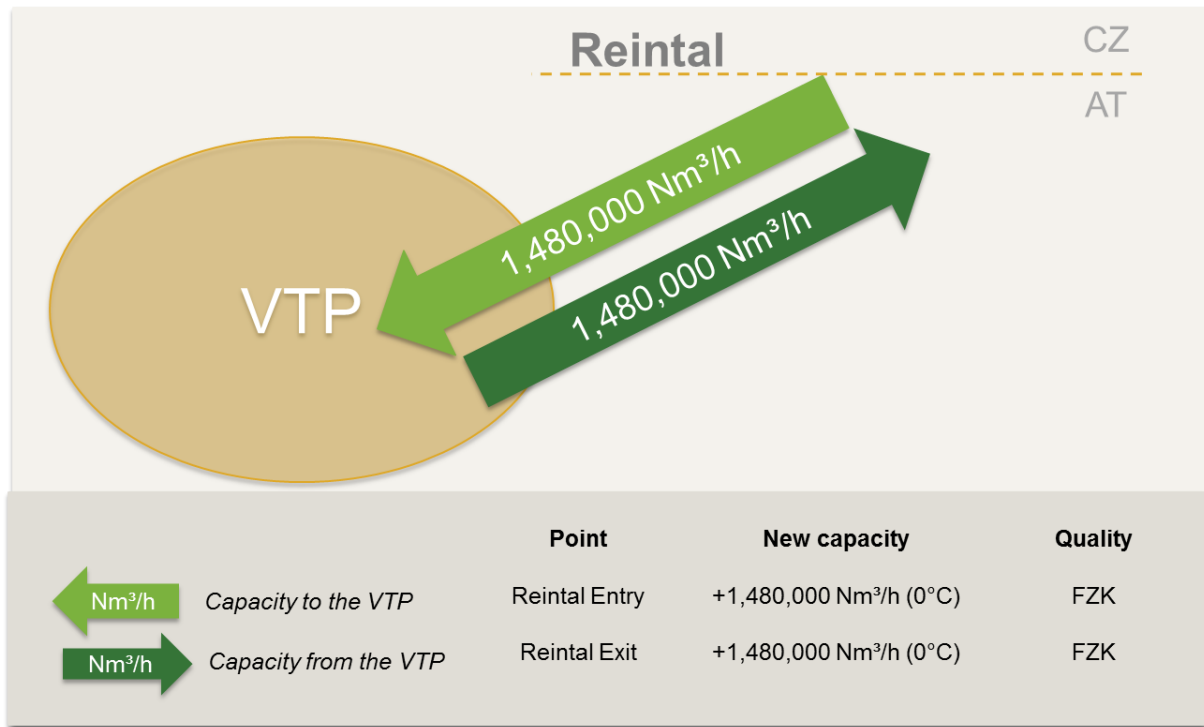 Reintal
CZ
AT
1,480,000 Nm³/h
1,480,000 Nm³/h
VTP
Point New capacity Quality
Nm³/h Capacity to the VTP Reintal Entry +1,480,000 Nm³/h (0°C) FZK
Nm³/h Capacity from the VTP Reintal Exit +1,480,000 Nm³/h (0°C) FZK